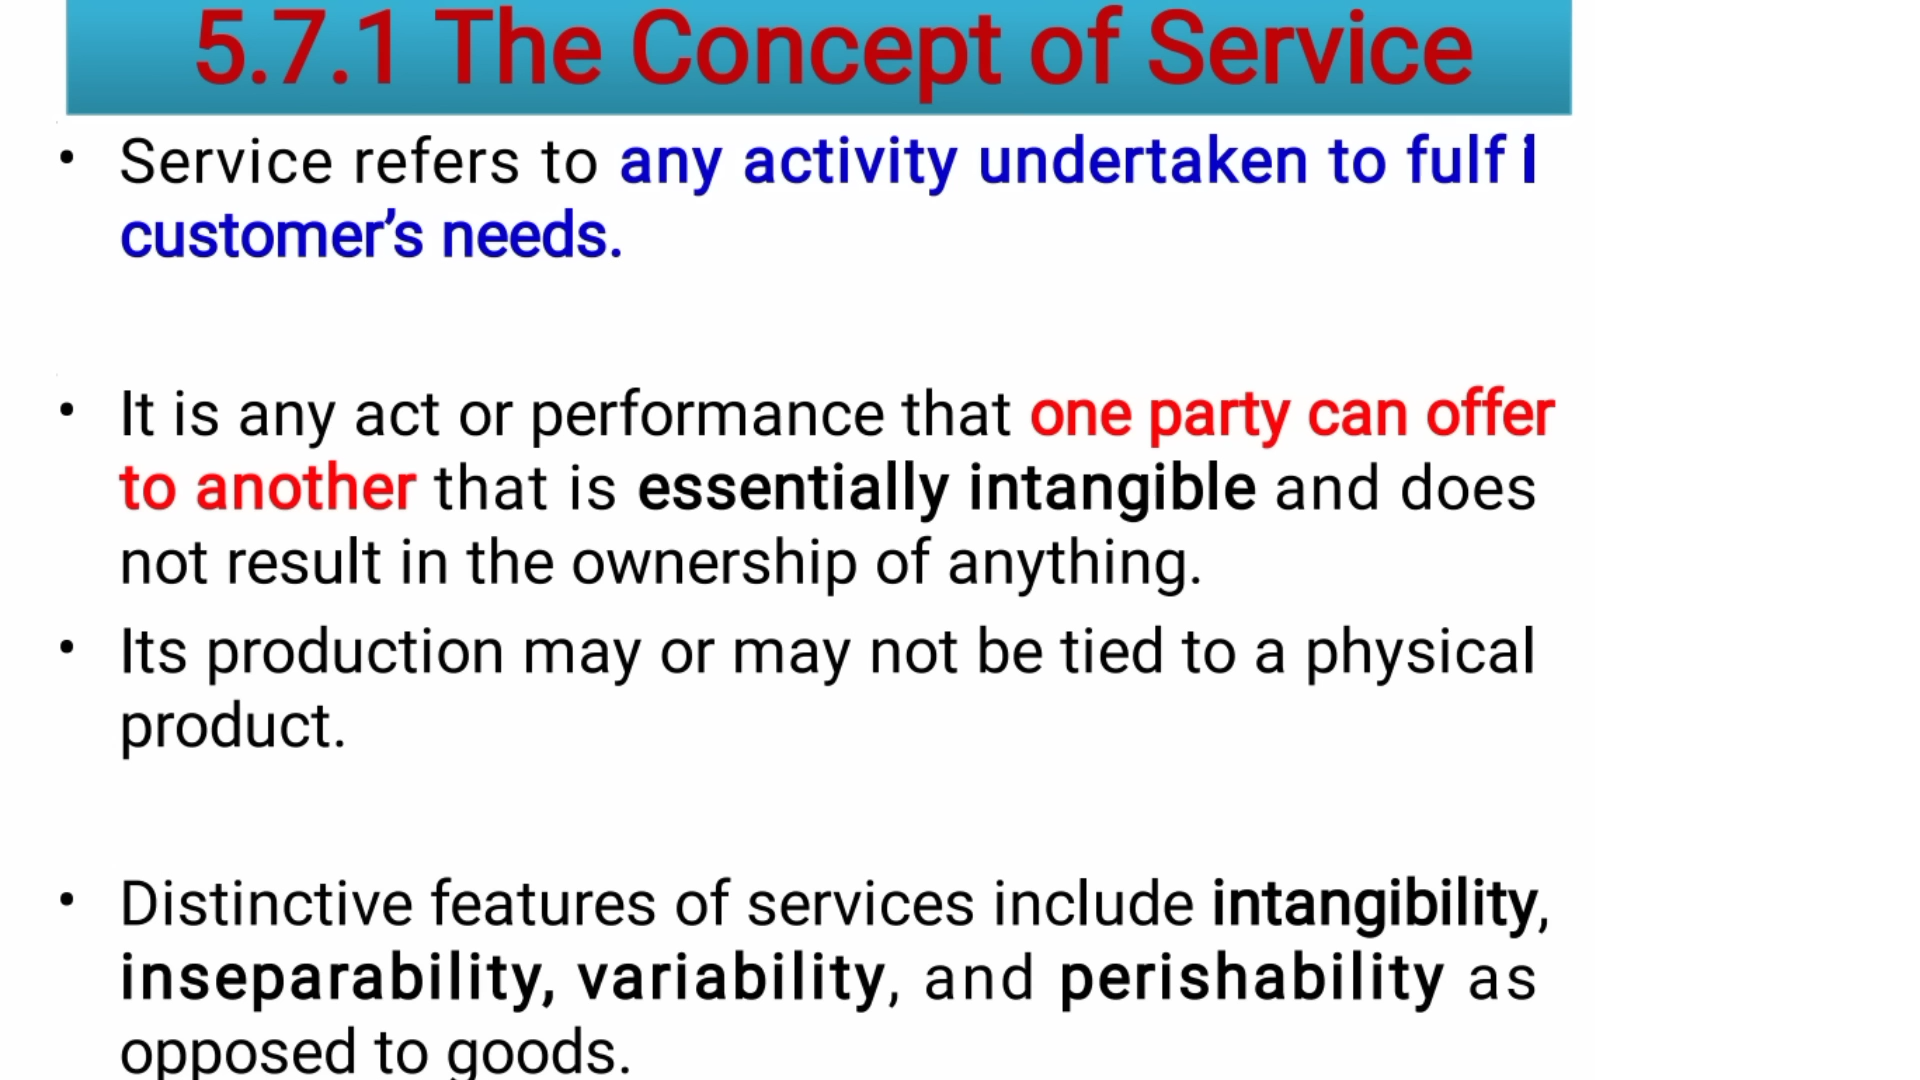 5.7.1 The Concept of Service
• Service refers to any activity undertaken to fulf i
customer’s needs.
• It is any act or performance that one party can offer
to another that is essentially intangible and does
not result in the ownership of anything.
• Its production may or may not be tied to a physical
product.
• Distinctive features of services include intangibility,
inseparability, variability, and perishability as
opposed to goods.